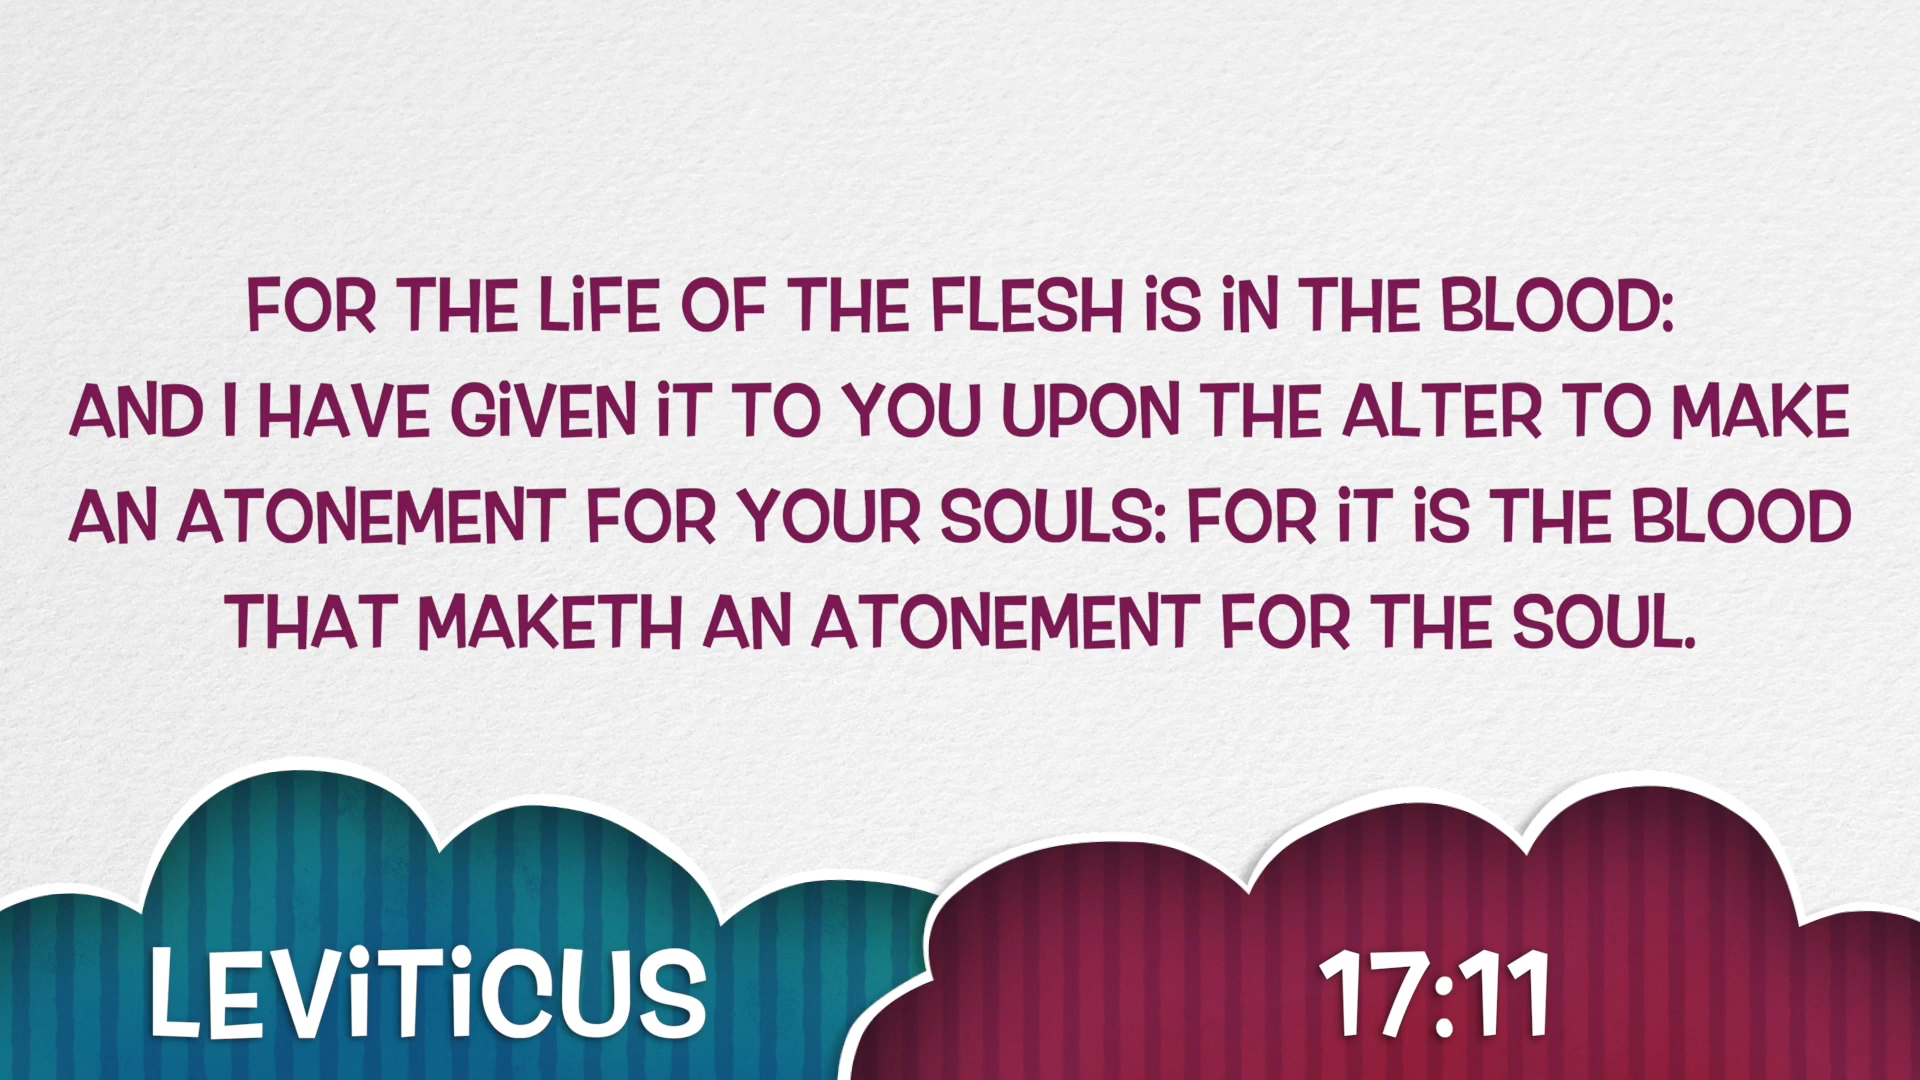 FOR THE LiFE OF THE FLESH iS iN THE BLOOD:
AND I HAVE GiVEN iT TO YOU UPON THE ALTER TO MAKE
AN ATONEMENT FOR YOUR SOULS: FOR iT iS THE BLOOD
THAT MAKETH AN ATONEMENT FOR THE SOUL.
LEViTiCUS 17:11